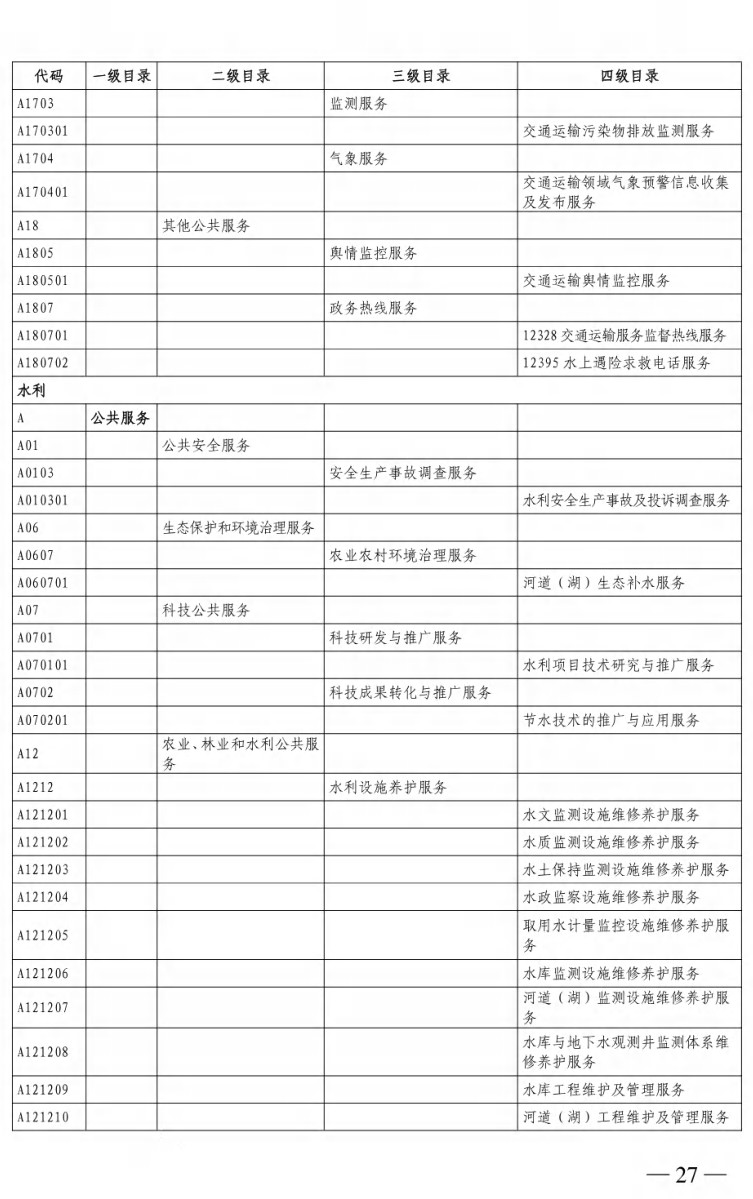 代码 一级目录 二级目录 三级目录 四级目录
A1703 监测服务
A170301 交通运输污染物排放监测服务
A1704 气象服务
A170401 交通运输领域气象预警信息收集
及发布服务
A18 其他公共服务
A1805 舆情监控服务
A180501 交通运输舆情监控服务
A1807 政务热线服务
A180701 12328 交通运输服务监督热线服务
A180702 12395 水上遇险求救电话服务
水利
A 公共服务
A01 公共安全服务
A0103 安全生产事故调查服务
A010301 水利安全生产事故及投诉调查服务
A06 生态保护和环境治理服务
A0607 农业农村环境治理服务
A060701 河道（湖）生态补水服务
A07 科技公共服务
A0701 科技研发与推广服务
A070101 水利项目技术研究与推广服务
A0702 科技成果转化与推广服务
A070201 节水技术的推广与应用服务
A12 农业、林业和水利公共服
务
A1212 水利设施养护服务
A121201 水文监测设施维修养护服务
A121202 水质监测设施维修养护服务
A121203 水土保持监测设施维修养护服务
A121204 水政监察设施维修养护服务
A121205 取用水计量监控设施维修养护服
务
A121206 水库监测设施维修养护服务
A121207 河道（湖）监测设施维修养护服
务
A121208 水库与地下水观测井监测体系维
修养护服务
A121209 水库工程维护及管理服务
A121210 河道（湖）工程维护及管理服务
— 27 —